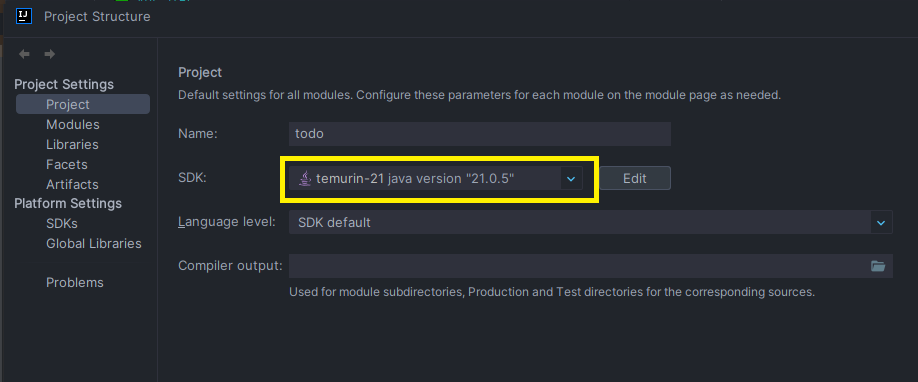 IJ
Project Structure
Project Settings
Project
Modules
Libraries
Facets
Artifacts
Platform Settings
SDKs
Global Libraries
Problems
Project
Default settings for all modules. Configure these parameters for each module on the module page as needed.
Name: todo
SDK: temurin-21 java version "21.0.5" Edit
Language level: SDK default
Compiler output:
Used for module subdirectories, Production and Test directories for the corresponding sources.